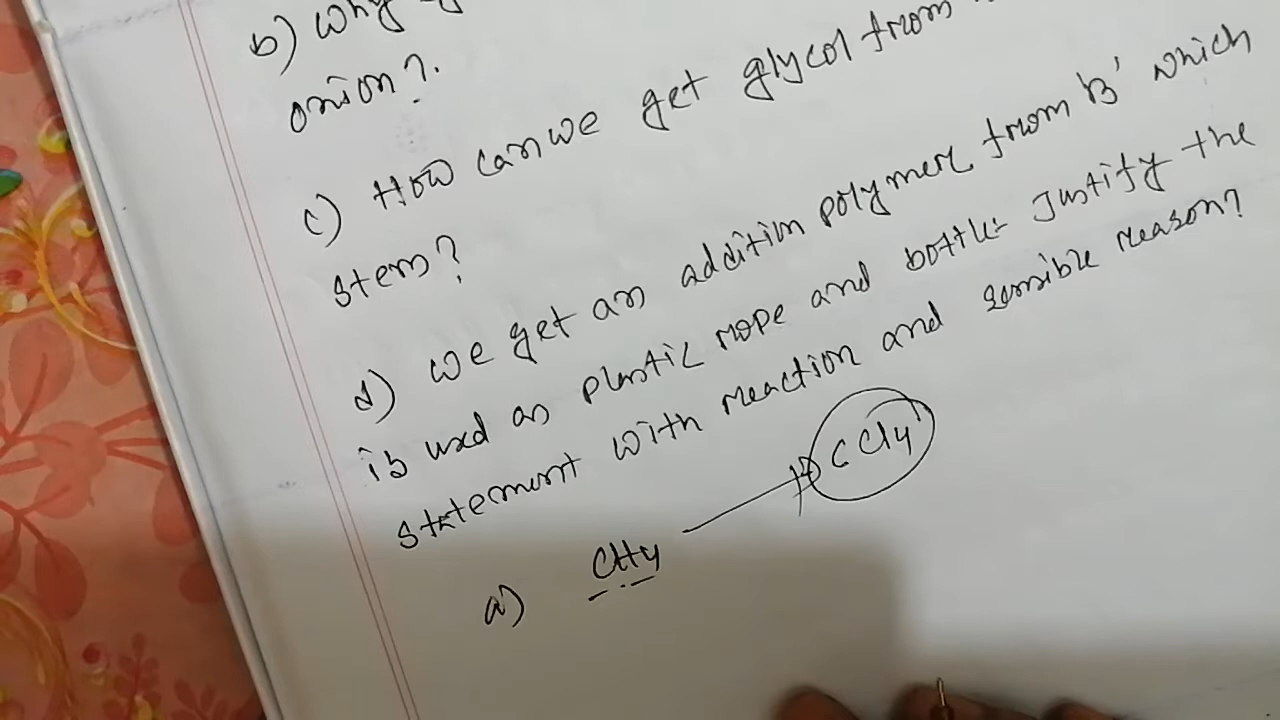 b) why
onion?
c) How can we get glycol from
stem?
d) we get an addition polymer from 'B' which
is used as plastic rope and bottle. Justify the
statement with reaction and sensible reason?
a) CH4 → CCl4